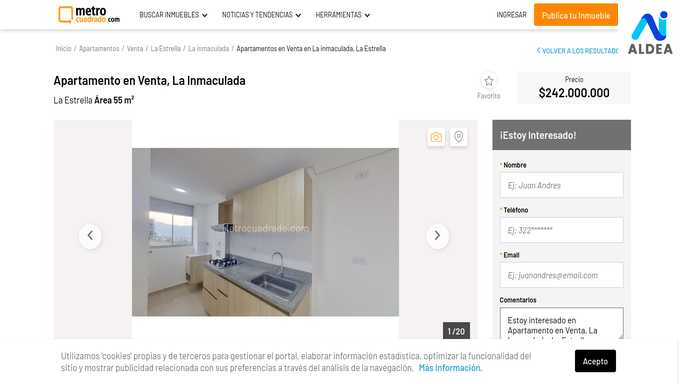 metro
cuadrado.com
BUSCAR INMUEBLES
NOTICIAS Y TENDENCIAS
HERRAMIENTAS
INGRESAR
Publica tu Inmueble
ALDEA
Inicio / Apartamentos / Venta / La Estrella / La inmaculada / Apartamentos en Venta en La inmaculada, La Estrella
VOLVER A LOS RESULTADO
Apartamento en Venta, La Inmaculada
La Estrella Área 55 m²
Favorito
Precio
$242.000.000
metrocuadrado.com
1/20
¡Estoy Interesado!
* Nombre
Ej: Juan Andres
* Teléfono
Ej: 322*******
* Email
Ej: juanandres@email.com
Comentarios
Estoy interesado en
Apartamento en Venta, La
Utilizamos 'cookies' propias y de terceros para gestionar el portal, elaborar información estadística, optimizar la funcionalidad del
sitio y mostrar publicidad relacionada con sus preferencias a través del análisis de la navegación. Más información.
Acepto